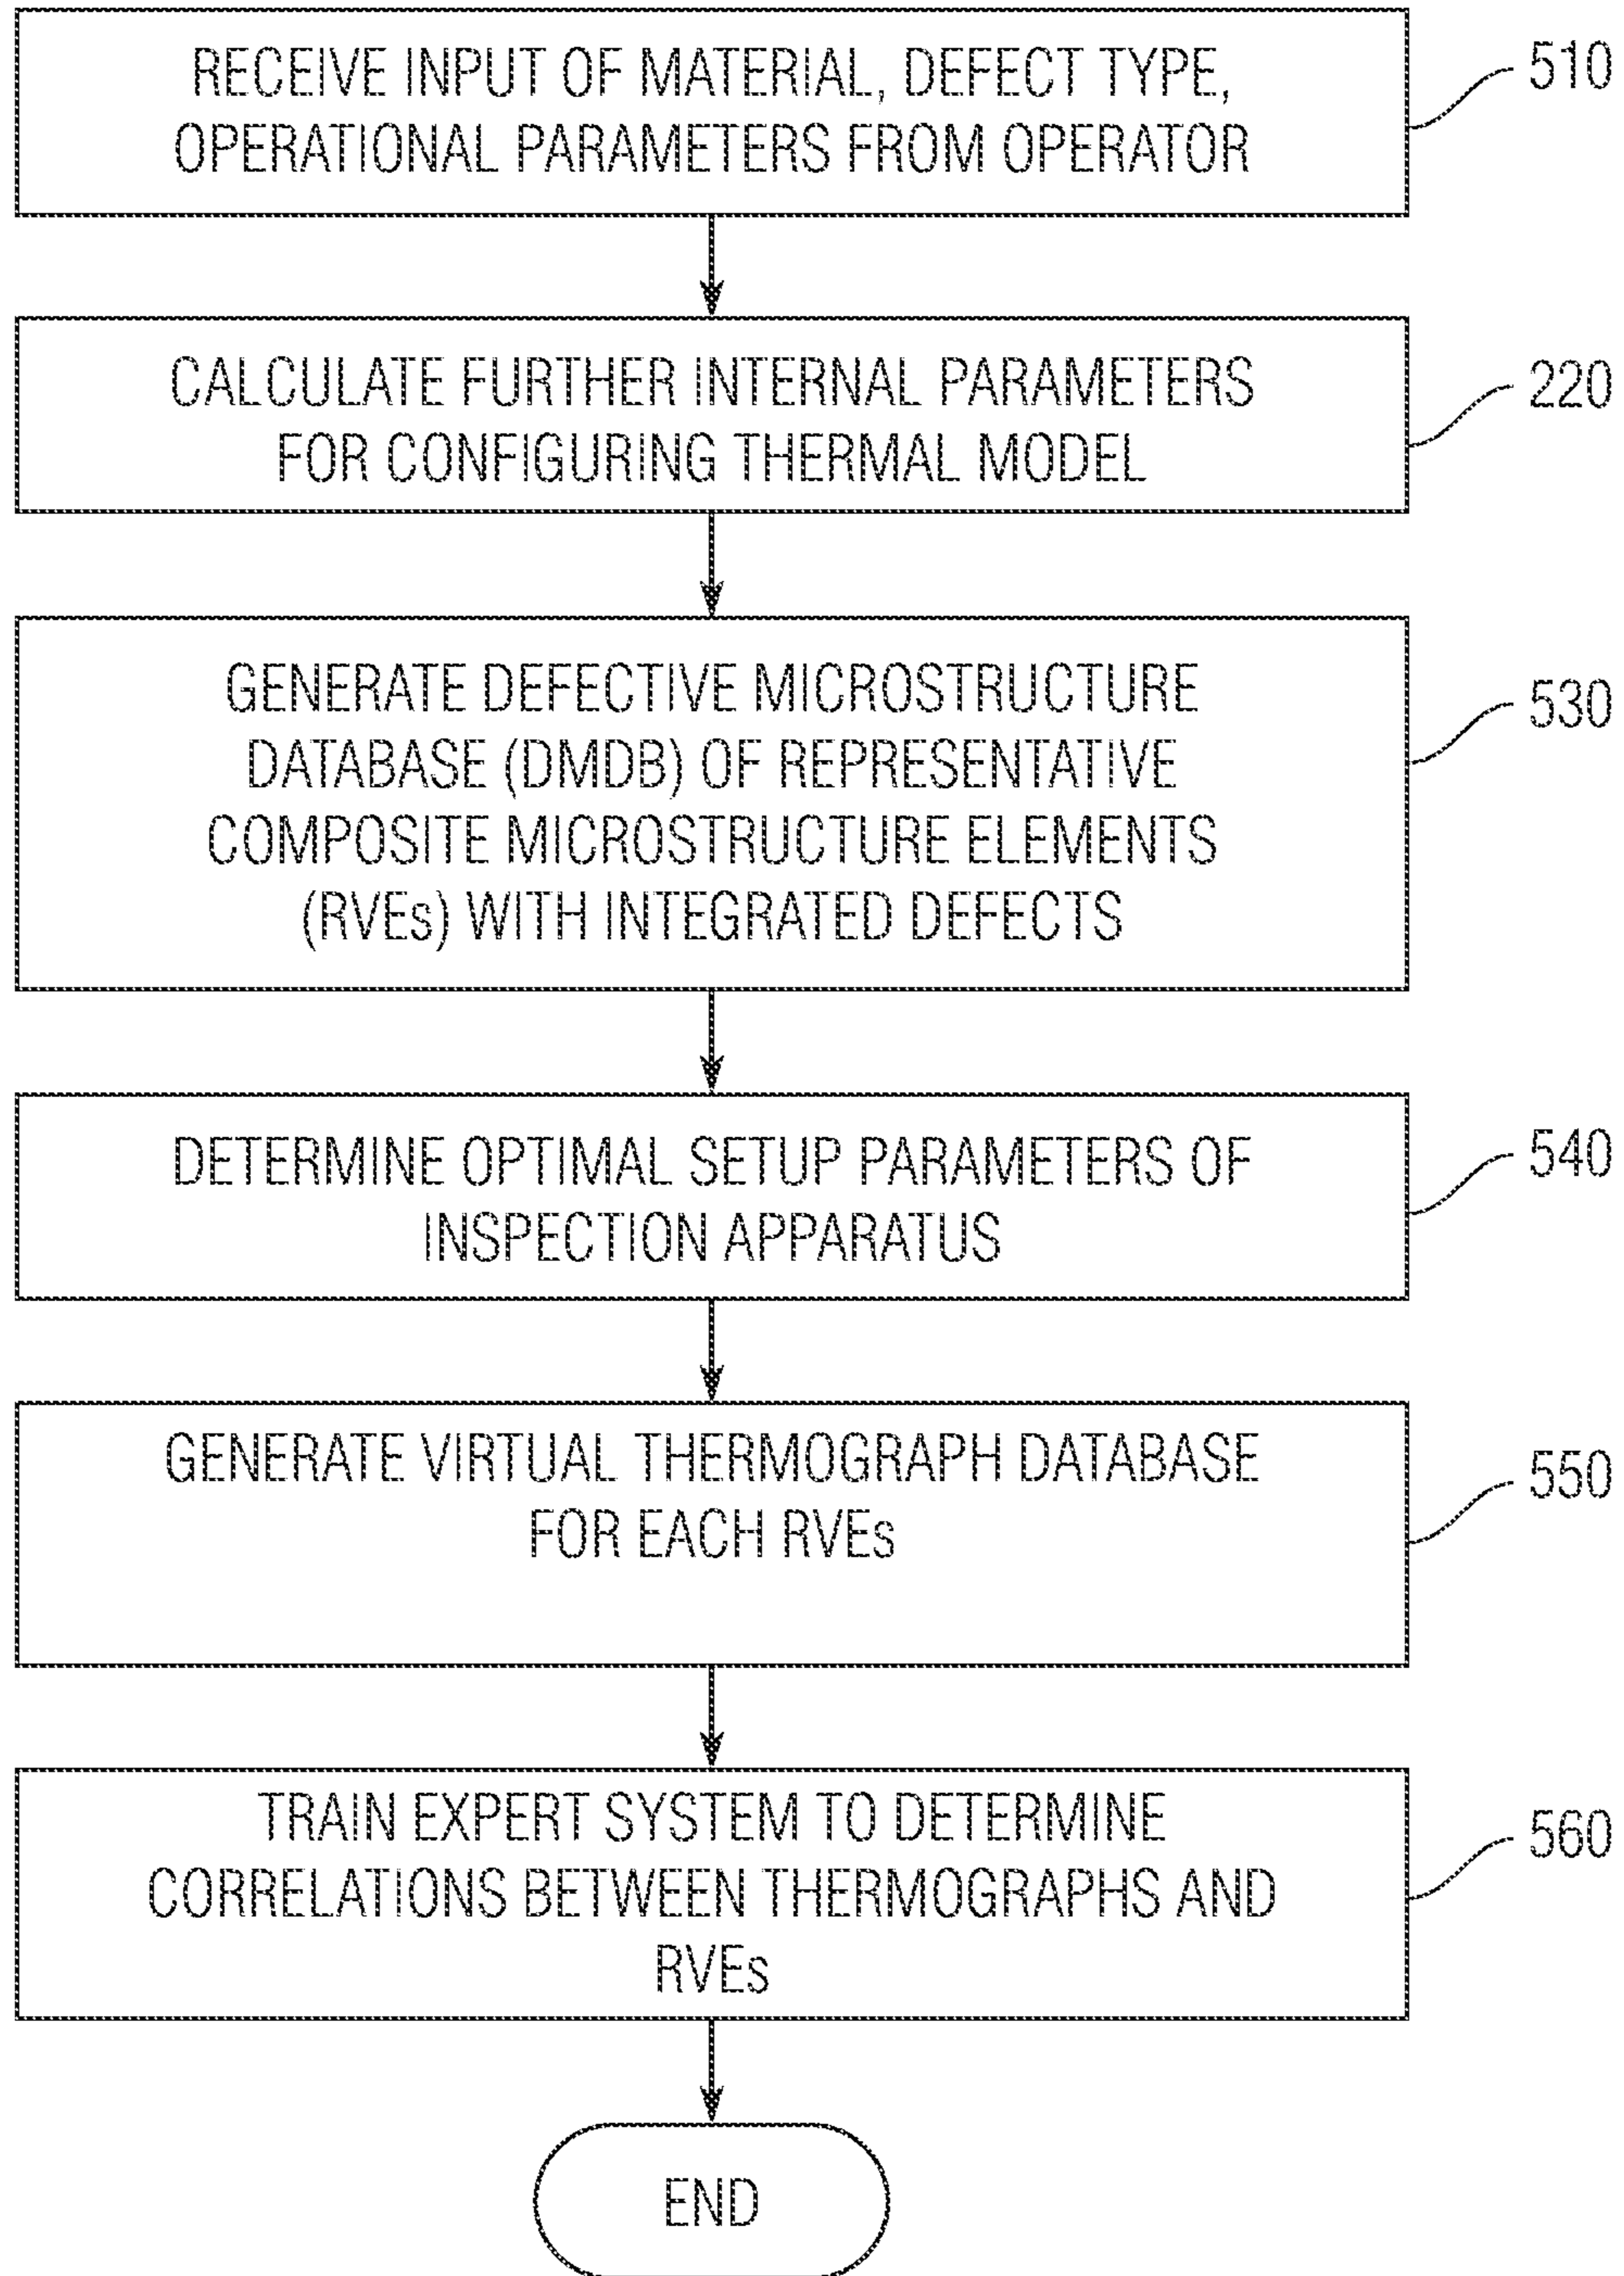 RECEIVE INPUT OF MATERIAL, DEFECT TYPE,
OPERATIONAL PARAMETERS FROM OPERATOR
510
CALCULATE FURTHER INTERNAL PARAMETERS
FOR CONFIGURING THERMAL MODEL
220
GENERATE DEFECTIVE MICROSTRUCTURE
DATABASE (DMDB) OF REPRESENTATIVE
COMPOSITE MICROSTRUCTURE ELEMENTS
(RVEs) WITH INTEGRATED DEFECTS
530
DETERMINE OPTIMAL SETUP PARAMETERS OF
INSPECTION APPARATUS
540
GENERATE VIRTUAL THERMOGRAPH DATABASE
FOR EACH RVEs
550
TRAIN EXPERT SYSTEM TO DETERMINE
CORRELATIONS BETWEEN THERMOGRAPHS AND
RVEs
560
END